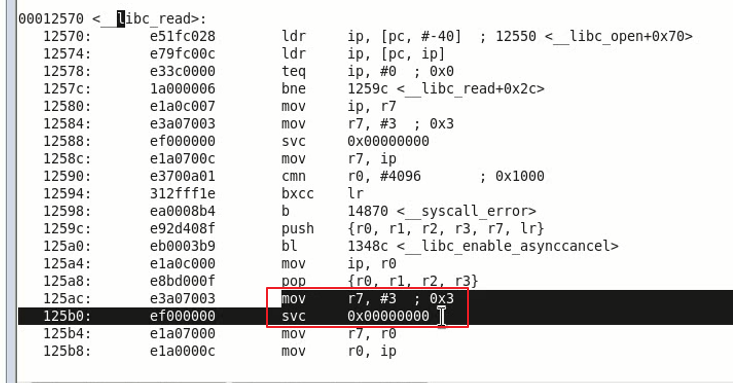 00012570 <__libc_read>:
12570: e51fc028 ldr ip, [pc, #-40] ; 12550 <__libc_open+0x70>
12574: e79fc00c ldr ip, [pc, ip]
12578: e33c0000 teq ip, #0 ; 0x0
1257c: 1a000006 bne 1259c <__libc_read+0x2c>
12580: e1a0c007 mov ip, r7
12584: e3a07003 mov r7, #3 ; 0x3
12588: ef000000 svc 0x00000000
1258c: e1a0700c mov r7, ip
12590: e3700a01 cmn r0, #4096 ; 0x1000
12594: 312fff1e bxcc lr
12598: ea0008b4 b 14870 <__syscall_error>
1259c: e92d408f push {r0, r1, r2, r3, r7, lr}
125a0: eb0003b9 bl 1348c <__libc_enable_asynccancel>
125a4: e1a0c000 mov ip, r0
125a8: e8bd000f pop {r0, r1, r2, r3}
125ac: e3a07003 mov r7, #3 ; 0x3
125b0: ef000000 svc 0x00000000
125b4: e1a07000 mov r7, r0
125b8: e1a0000c mov r0, ip